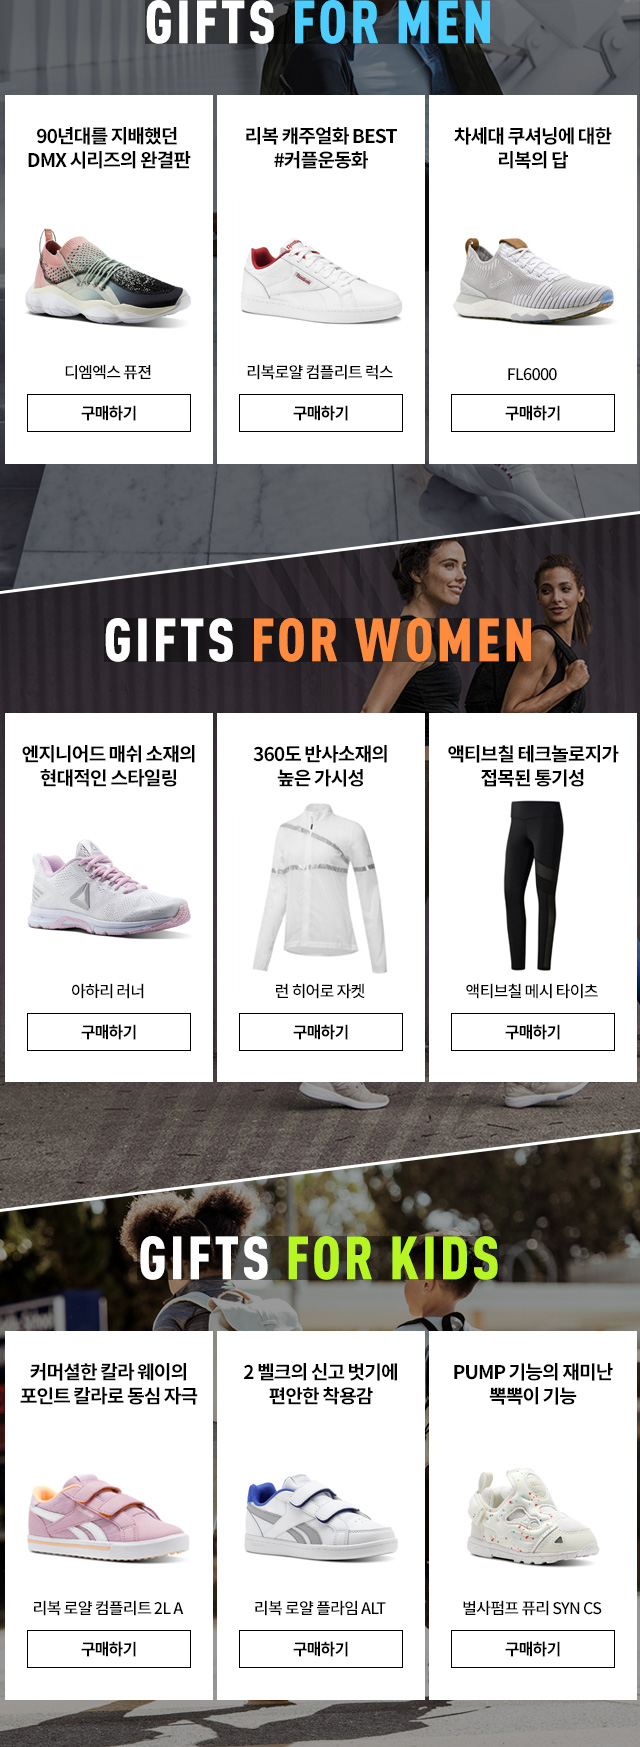 GIFTS FOR MEN
90년대를 지배했던
DMX 시리즈의 완결판
리복 캐주얼화 BEST
#커플운동화
차세대 쿠셔닝에 대한
리복의 답
디엠엑스 퓨전
리복로얄 컴플리트 럭스
FL6000
구매하기
구매하기
구매하기
GIFTS FOR WOMEN
엔지니어드 매쉬 소재의
현대적인 스타일링
360도 반사소재의
높은 가시성
액티브칠 테크놀로지가
접목된 통기성
아하리 러너
런 히어로 자켓
액티브칠 메시 타이츠
구매하기
구매하기
구매하기
GIFTS FOR KIDS
커머셜한 칼라 웨이의
포인트 칼라로 동심 자극
2 벨크의 신고 벗기에
편안한 착용감
PUMP 기능의 재미난
뽁뽁이 기능
리복 로얄 컴플리트 2L A
리복 로얄 플라임 ALT
벌사펌프 퓨리 SYN CS
구매하기
구매하기
구매하기